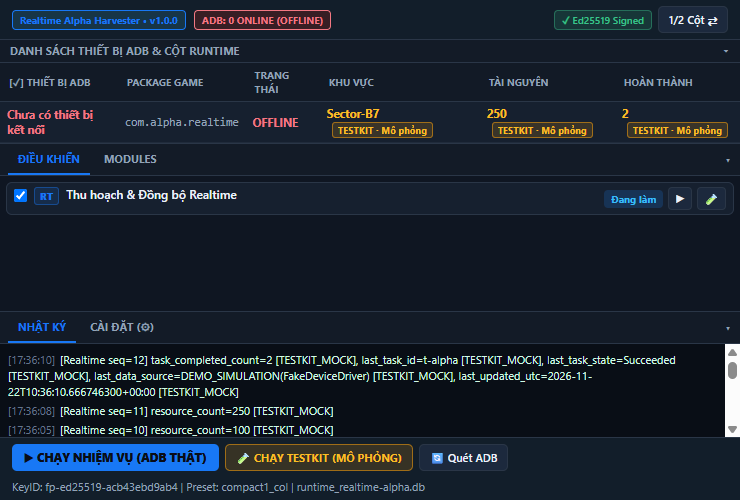 Realtime Alpha Harvester • v1.0.0
ADB: 0 ONLINE (OFFLINE)
✓ Ed25519 Signed
1/2 Cột ⇄
DANH SÁCH THIẾT BỊ ADB & CỘT RUNTIME
[✓] THIẾT BỊ ADB
PACKAGE GAME
TRẠNG
THÁI
KHU VỰC
TÀI NGUYÊN
HOÀN THÀNH
Chưa có thiết bị
kết nối
com.alpha.realtime
OFFLINE
Sector-B7
TESTKIT - Mô phỏng
250
TESTKIT - Mô phỏng
2
TESTKIT - Mô phỏng
ĐIỀU KHIỂN
MODULES
RT
Thu hoạch & Đồng bộ Realtime
Đang làm
NHẬT KÝ
CÀI ĐẶT (⚙)
[17:36:10] [Realtime seq=12] task_completed_count=2 [TESTKIT_MOCK], last_task_id=t-alpha [TESTKIT_MOCK], last_task_state=Succeeded
[TESTKIT_MOCK], last_data_source=DEMO_SIMULATION(FakeDeviceDriver) [TESTKIT_MOCK], last_updated_utc=2026-11-
22T10:36:10.666746300+00:00 [TESTKIT_MOCK]
[17:36:08] [Realtime seq=11] resource_count=250 [TESTKIT_MOCK]
[17:36:05] [Realtime seq=10] resource_count=100 [TESTKIT_MOCK]
▶ CHẠY NHIỆM VỤ (ADB THẬT)
CHẠY TESTKIT (MÔ PHỎNG)
Quét ADB
KeyID: fp-ed25519-acb43ebd9ab4 | Preset: compact1_col | runtime_realtime-alpha.db